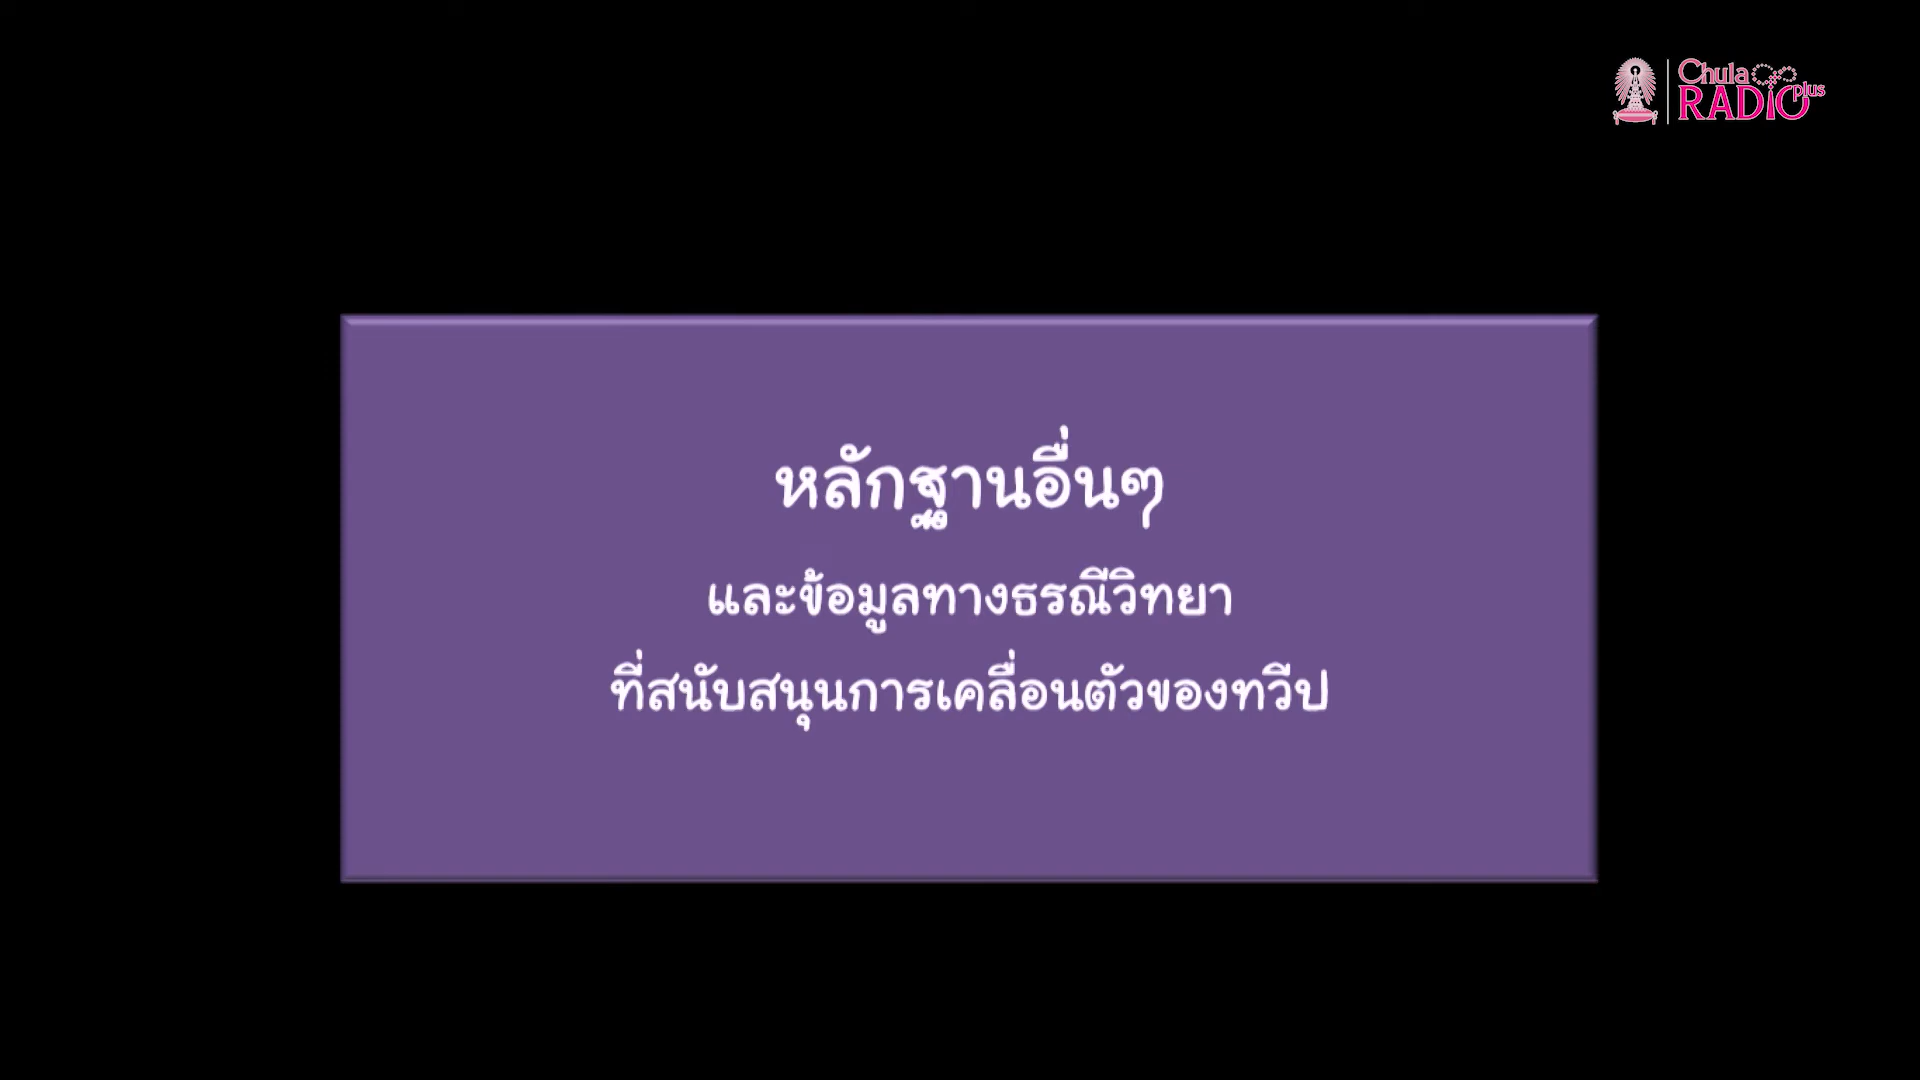 Chula
RADIO plus
หลักฐานอื่นๆ
และข้อมูลทางธรณีวิทยา
ที่สนับสนุนการเคลื่อนตัวของทวีป